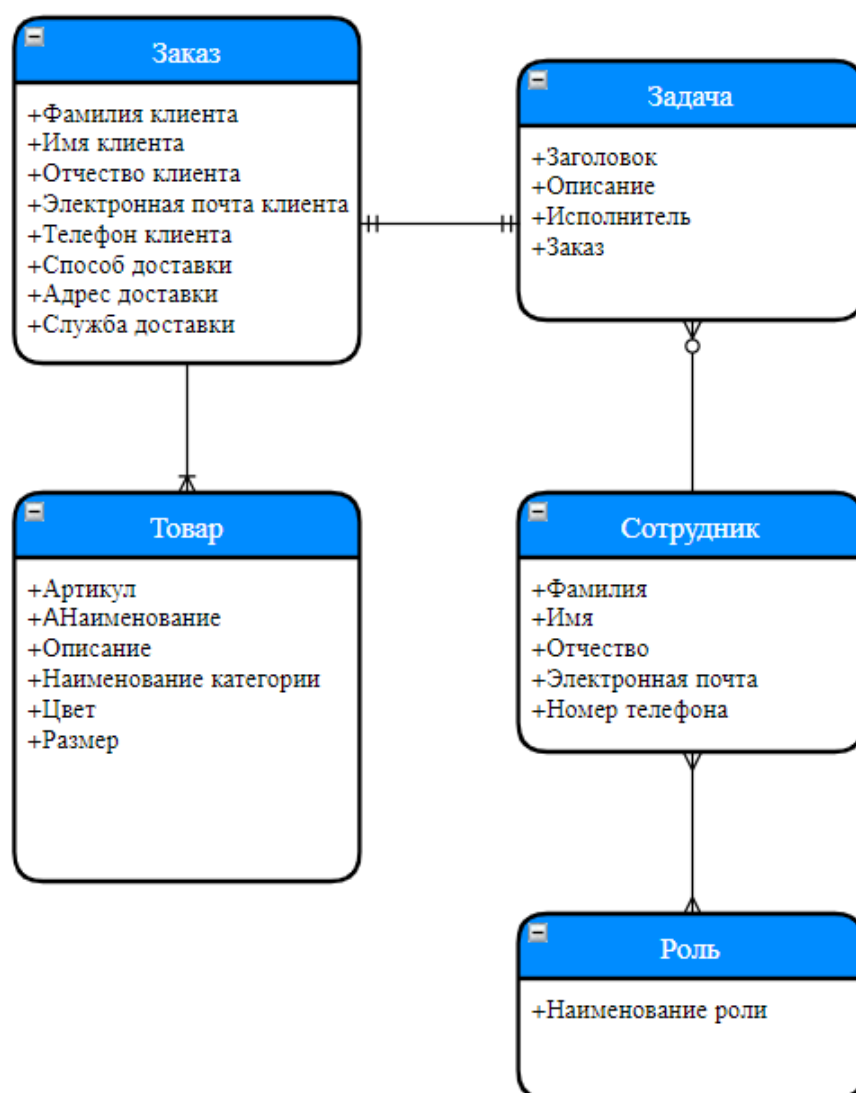 Заказ
+Фамилия клиента
+Имя клиента
+Отчество клиента
+Электронная почта клиента
+Телефон клиента
+Способ доставки
+Адрес доставки
+Служба доставки
Задача
+Заголовок
+Описание
+Исполнитель
+Заказ
Товар
+Артикул
+АНаименование
+Описание
+Наименование категории
+Цвет
+Размер
Сотрудник
+Фамилия
+Имя
+Отчество
+Электронная почта
+Номер телефона
Роль
+Наименование роли